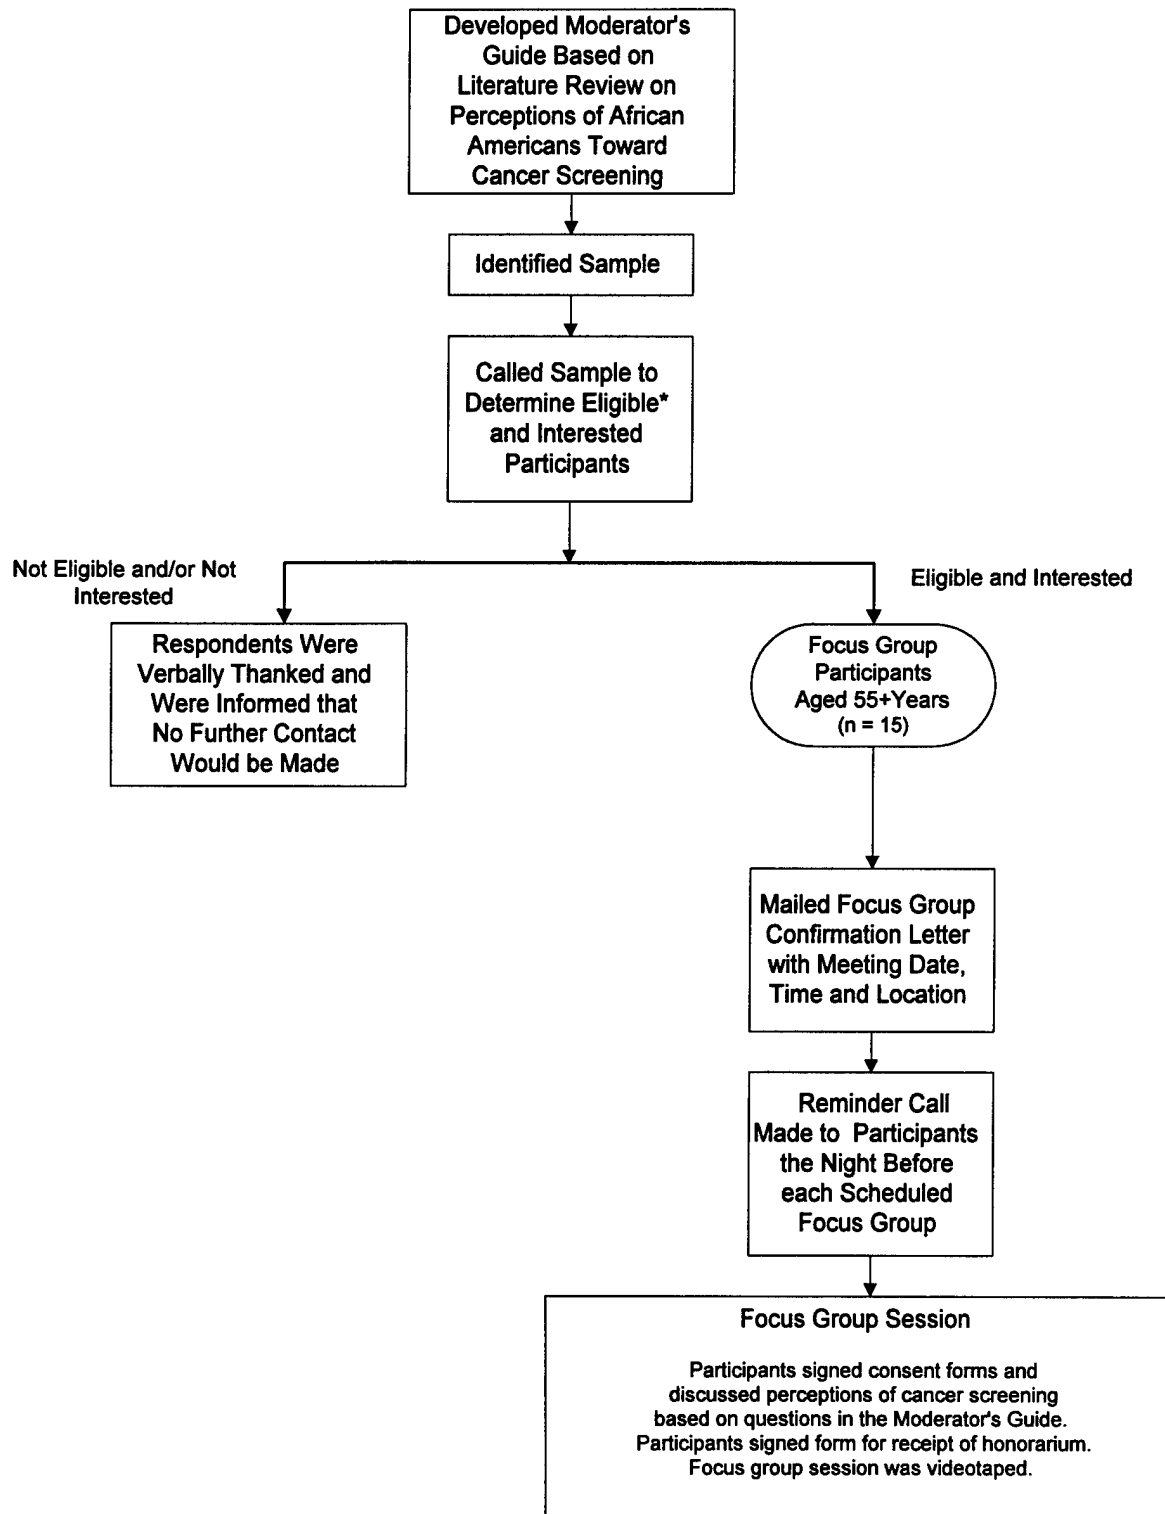 Developed Moderator's
Guide Based on
Literature Review on
Perceptions of African
Americans Toward
Cancer Screening
Identified Sample
Called Sample to
Determine Eligible*
and Interested
Participants
Not Eligible and/or Not
Interested
Eligible and Interested
Respondents Were
Verbally Thanked and
Were Informed that
No Further Contact
Would be Made
Focus Group
Participants
Aged 55+Years
(n = 15)
Mailed Focus Group
Confirmation Letter
with Meeting Date,
Time and Location
Reminder Call
Made to Participants
the Night Before
each Scheduled
Focus Group
Focus Group Session
Participants signed consent forms and
discussed perceptions of cancer screening
based on questions in the Moderator's Guide.
Participants signed form for receipt of honorarium.
Focus group session was videotaped.